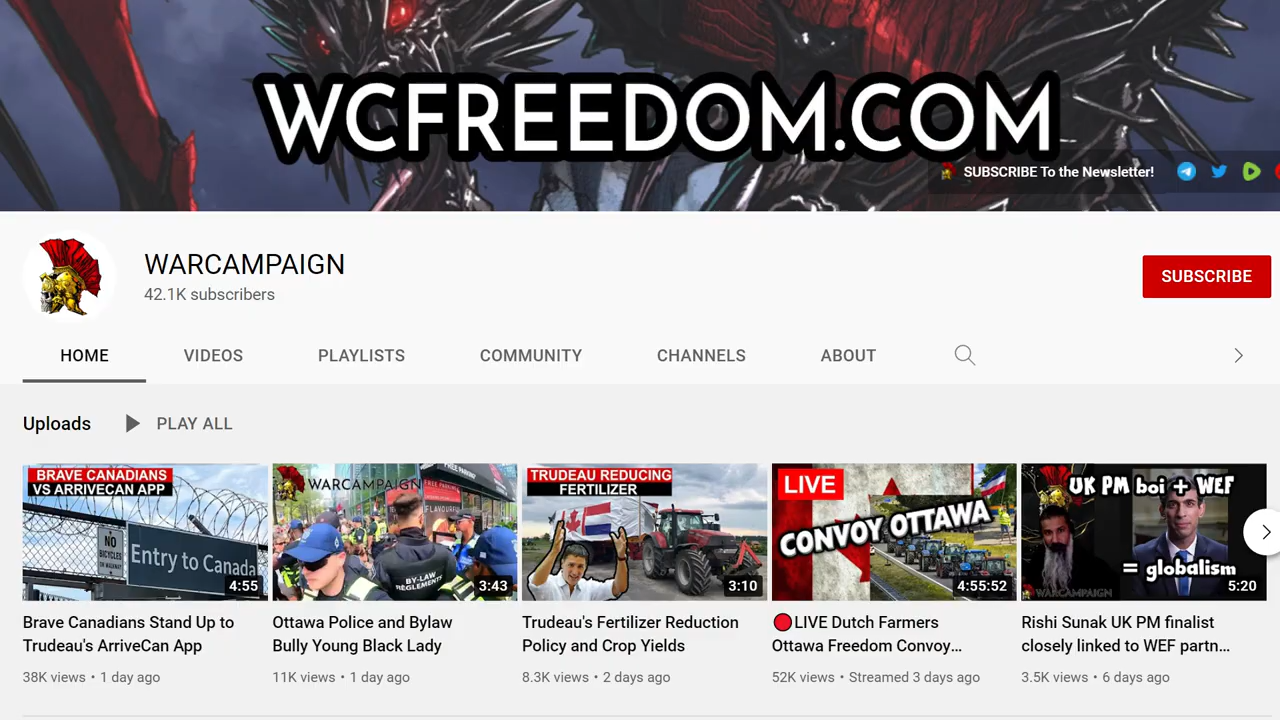 WCFREEDOM.COM
SUBSCRIBE To the Newsletter!
WARCAMPAIGN
42.1K subscribers
SUBSCRIBE
HOME VIDEOS PLAYLISTS COMMUNITY CHANNELS ABOUT
Uploads PLAY ALL
BRAVE CANADIANS
VS ARRIVECAN APP
NO
BICYCLES
Entry to Canada
4:55
WARCAMPAIGN
FLAVOUR
BY-LAW
RÈGLEMENTS
3:43
TRUDEAU REDUCING
FERTILIZER
3:10
LIVE
CONVOY OTTAWA
4:55:52
UK PM boi + WEF
= globalism
WARCAMPAIGN
5:20
Brave Canadians Stand Up to
Trudeau's ArriveCan App
38K views • 1 day ago
Ottawa Police and Bylaw
Bully Young Black Lady
11K views • 1 day ago
Trudeau's Fertilizer Reduction
Policy and Crop Yields
8.3K views • 2 days ago
🔴LIVE Dutch Farmers
Ottawa Freedom Convoy...
52K views • Streamed 3 days ago
Rishi Sunak UK PM finalist
closely linked to WEF partn...
3.5K views • 6 days ago